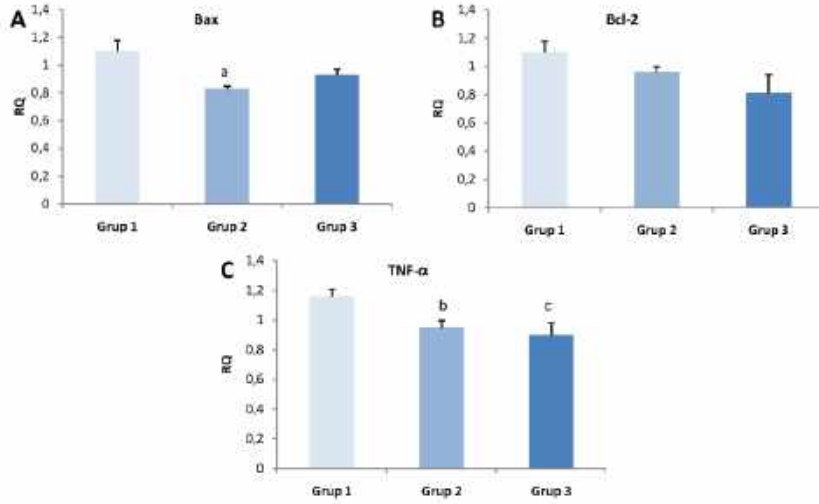 A
Bax
1,4
1,2
1
0,8
0,6
0,4
0,2
0
RQ
a
Grup 1 Grup 2 Grup 3
B
Bcl-2
1,4
1,2
1
0,8
0,6
0,4
0,2
0
RQ
Grup 1 Grup 2 Grup 3
C
TNF-α
1,4
1,2
1
0,8
0,6
0,4
0,2
0
RQ
b c
Grup 1 Grup 2 Grup 3